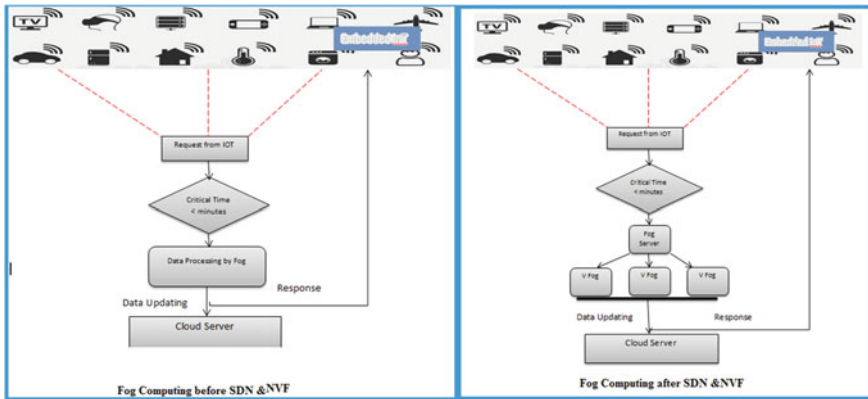 TV
Request from IOT
Critical Time
< minutes
Data Processing by Fog
Response
Data Updating
Cloud Server
Fog Computing before SDN &NVF
TV
Request from IOT
Critical Time
< minutes
Fog
Server
V Fog
V Fog
V Fog
Data Updating
Response
Cloud Server
Fog Computing after SDN &NVF